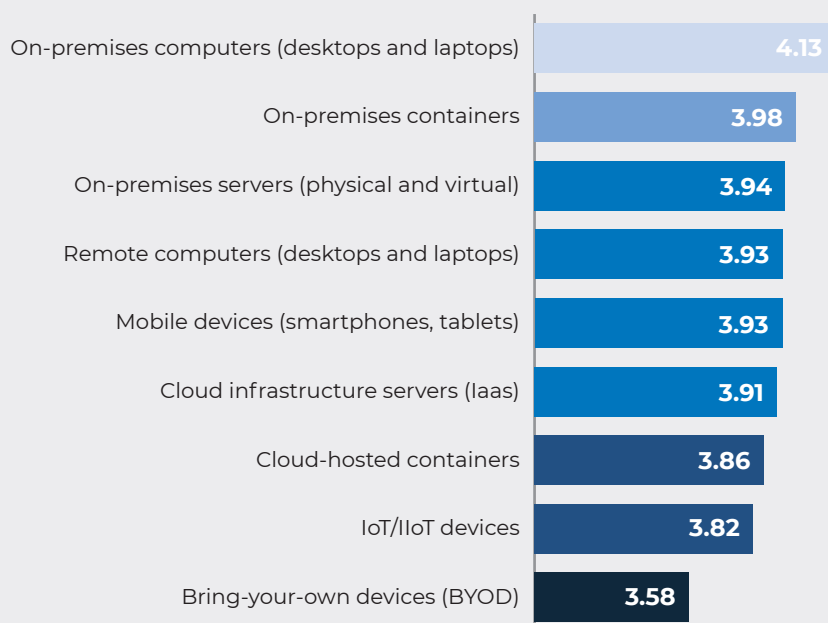 On-premises computers (desktops and laptops) 4.13
On-premises containers 3.98
On-premises servers (physical and virtual) 3.94
Remote computers (desktops and laptops) 3.93
Mobile devices (smartphones, tablets) 3.93
Cloud infrastructure servers (Iaas) 3.91
Cloud-hosted containers 3.86
IoT/IIoT devices 3.82
Bring-your-own devices (BYOD) 3.58